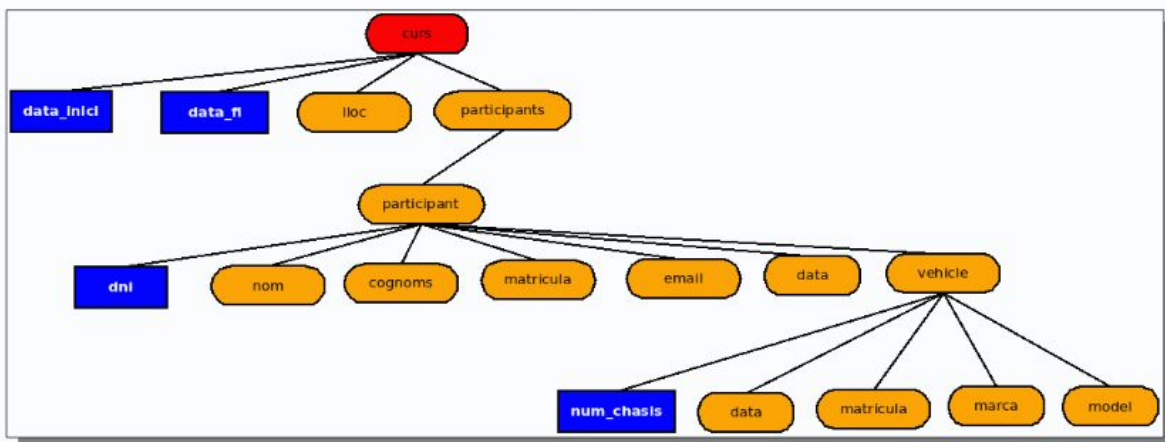 curs
data_inici
data_fi
lloc
participants
participant
dni
nom
cognoms
matricula
email
data
vehicle
num_chasis
data
matricula
marca
model